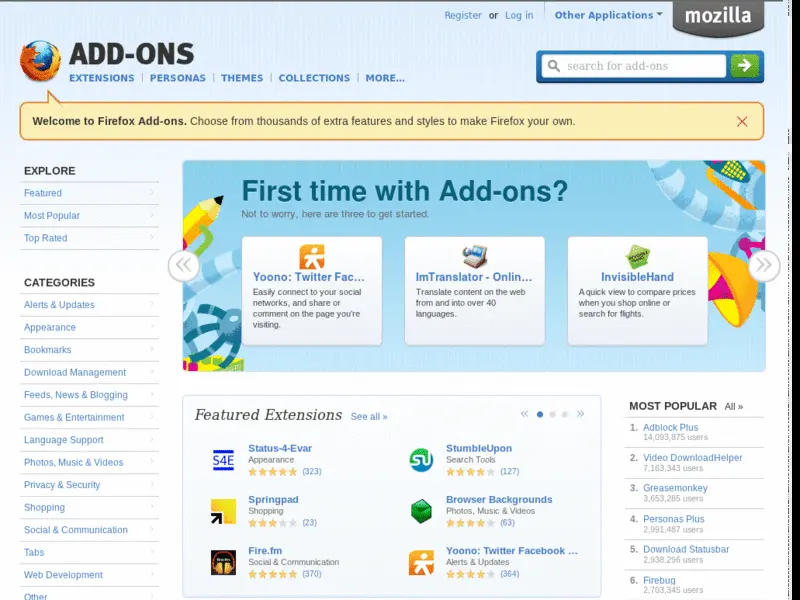 Register or Log in
Other Applications
mozilla
ADD-ONS
EXTENSIONS | PERSONAS | THEMES | COLLECTIONS | MORE...
search for add-ons
Welcome to Firefox Add-ons. Choose from thousands of extra features and styles to make Firefox your own.
EXPLORE
Featured
Most Popular
Top Rated
CATEGORIES
Alerts & Updates
Appearance
Bookmarks
Download Management
Feeds, News & Blogging
Games & Entertainment
Language Support
Photos, Music & Videos
Privacy & Security
Shopping
Social & Communication
Tabs
Web Development
Other
First time with Add-ons?
Not to worry, here are three to get started.
Yoono: Twitter Fac...
Easily connect to your social
networks, and share or
comment on the page you're
visiting.
ImTranslator - Onlin...
Translate content on the web
from and into over 40
languages.
InvisibleHand
A quick view to compare prices
when you shop online or
search for flights.
Featured Extensions See all »
S4E
Status-4-Evar
Appearance
(323)
StumbleUpon
Search Tools
(127)
Springpad
Shopping
(23)
Browser Backgrounds
Photos, Music & Videos
(63)
Fire.fm
Social & Communication
(370)
Yoono: Twitter Facebook ...
Alerts & Updates
(364)
MOST POPULAR All »
1. Adblock Plus
14,093,875 users
2. Video DownloadHelper
7,163,343 users
3. Greasemonkey
3,653,285 users
4. Personas Plus
2,991,487 users
5. Download Statusbar
2,938,296 users
6. Firebug
2,703,345 users